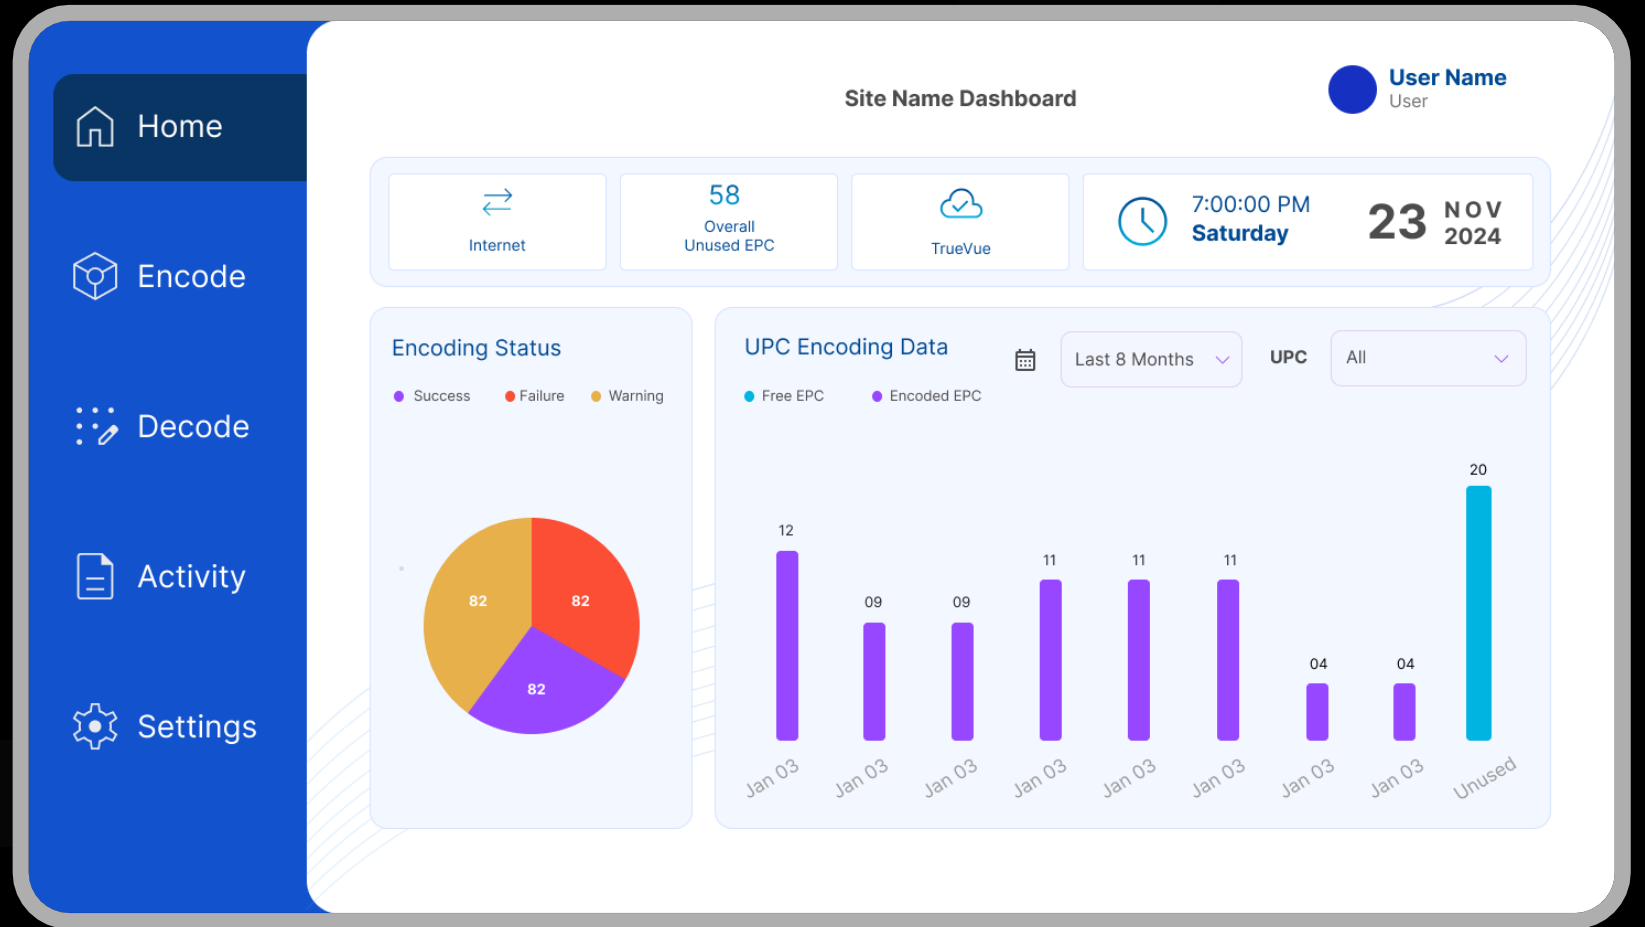 Home
Encode
Decode
Activity
Settings
Site Name Dashboard
User Name
User
Internet
58
Overall
Unused EPC
TrueVue
7:00:00 PM
Saturday
23
NOV
2024
Encoding Status
Success
Failure
Warning
82
82
82
UPC Encoding Data
Last 8 Months
UPC
All
Free EPC
Encoded EPC
12
09
09
11
11
11
04
04
20
Jan 03
Jan 03
Jan 03
Jan 03
Jan 03
Jan 03
Jan 03
Jan 03
Unused